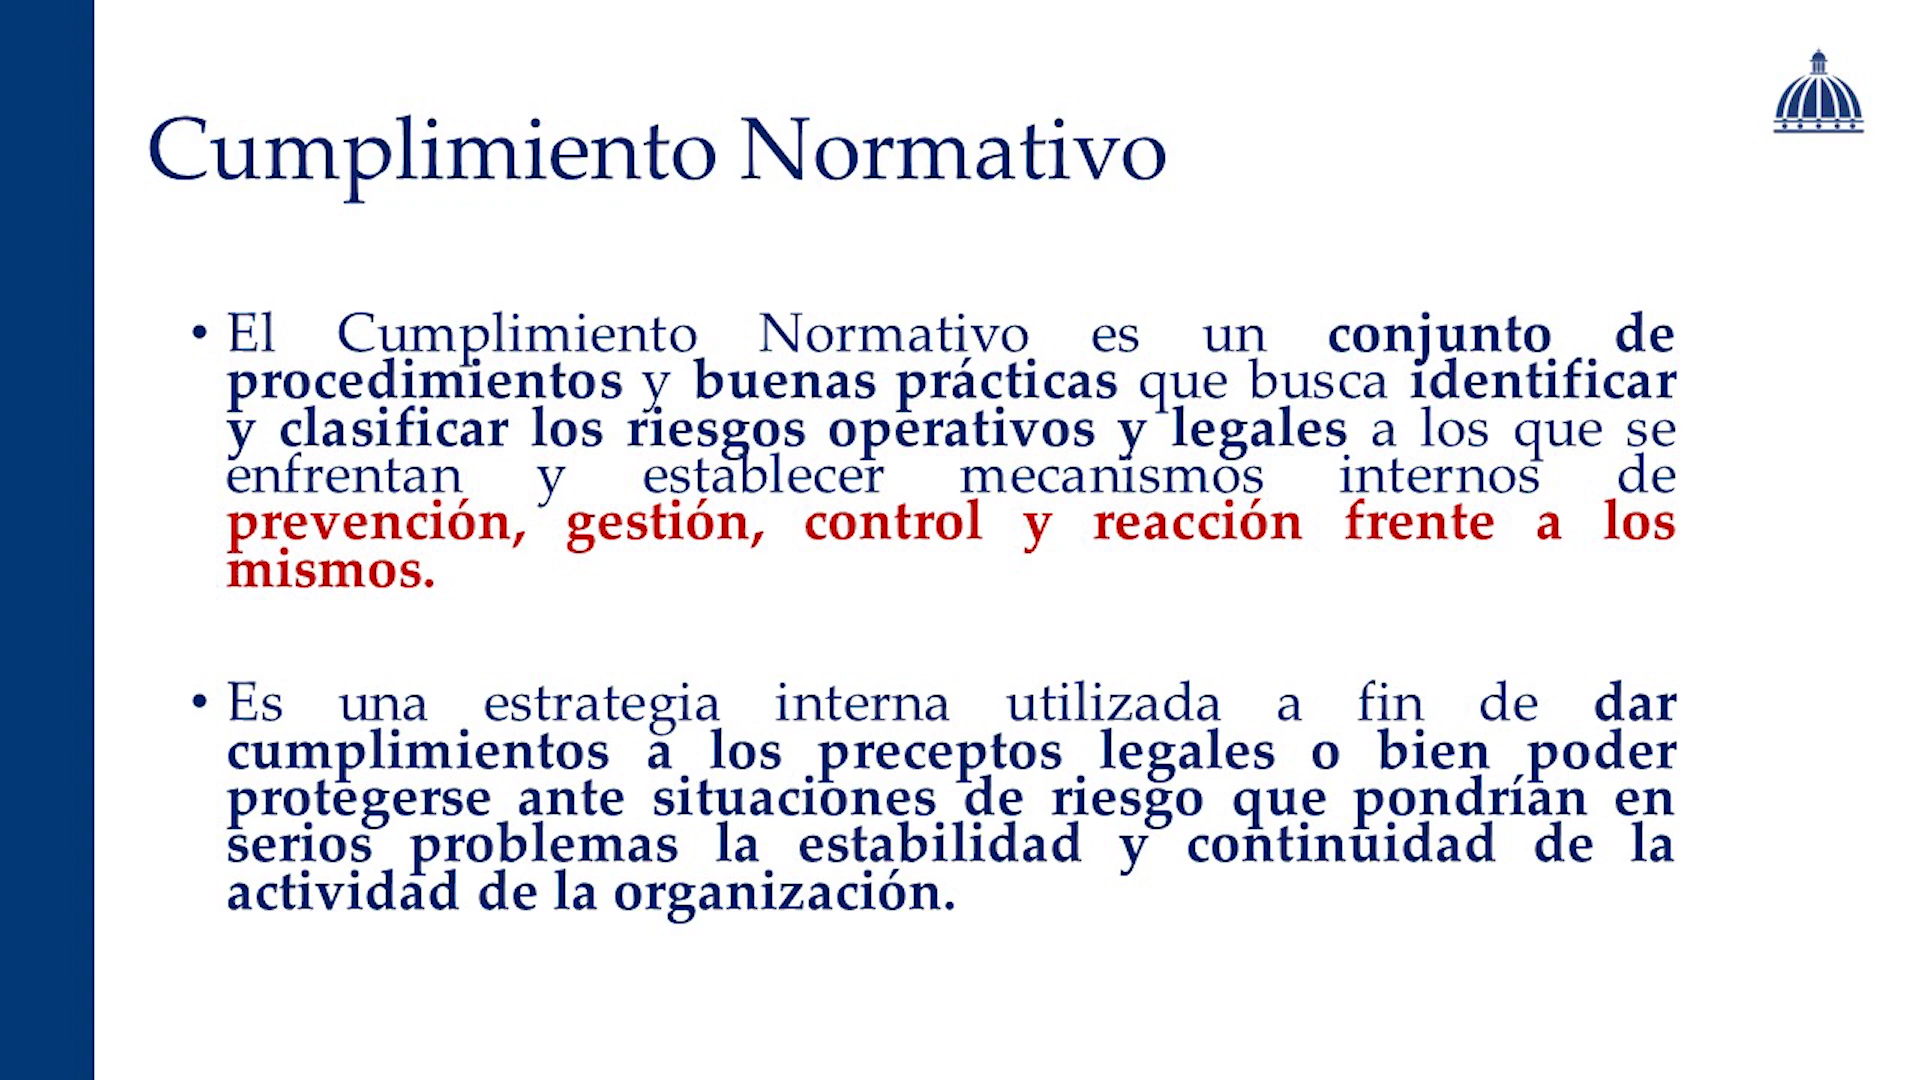 Cumplimiento Normativo
• El Cumplimiento Normativo es un conjunto de
procedimientos y buenas prácticas que busca identificar
y clasificar los riesgos operativos y legales a los que se
enfrentan y establecer mecanismos internos de
prevención, gestión, control y reacción frente a los
mismos.
• Es una estrategia interna utilizada a fin de dar
cumplimientos a los preceptos legales o bien poder
protegerse ante situaciones de riesgo que pondrían en
serios problemas la estabilidad y continuidad de la
actividad de la organización.